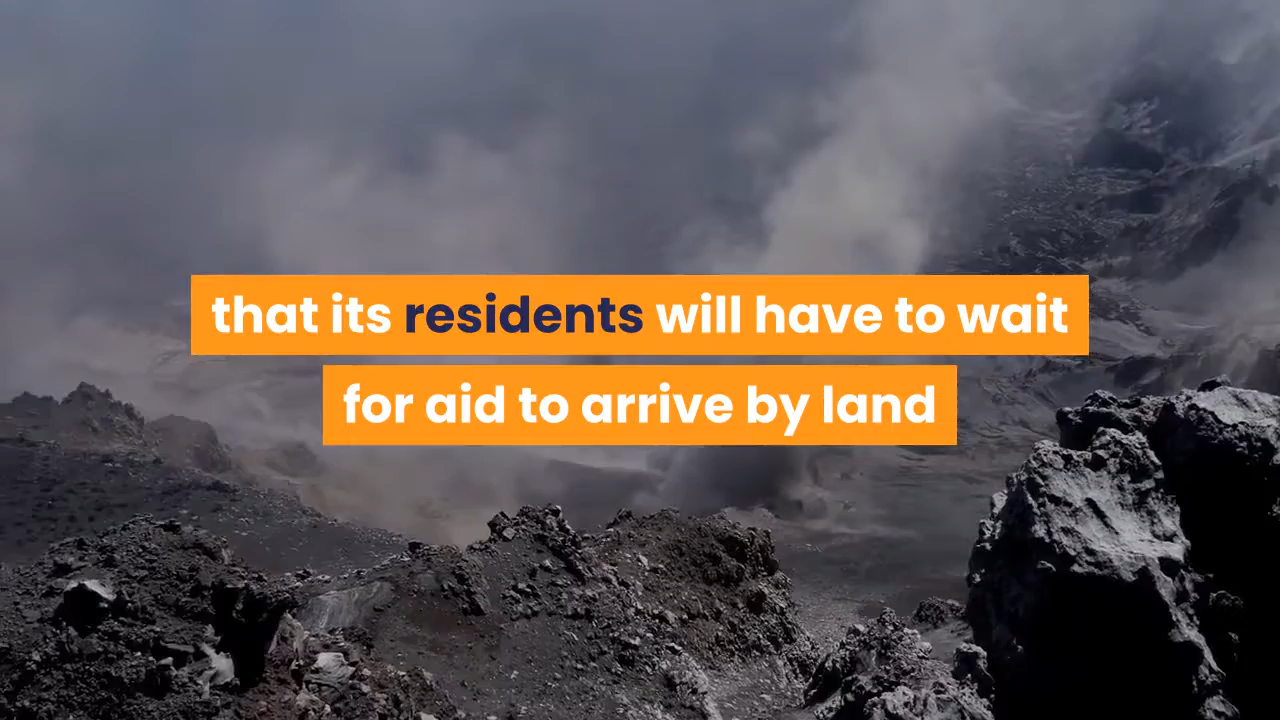 that its residents will have to wait
for aid to arrive by land